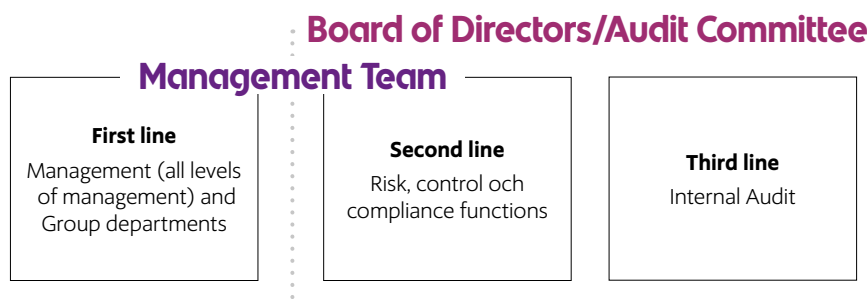 Board of Directors/Audit Committee
Management Team
First line
Management (all levels
of management) and
Group departments
Second line
Risk, control och
compliance functions
Third line
Internal Audit